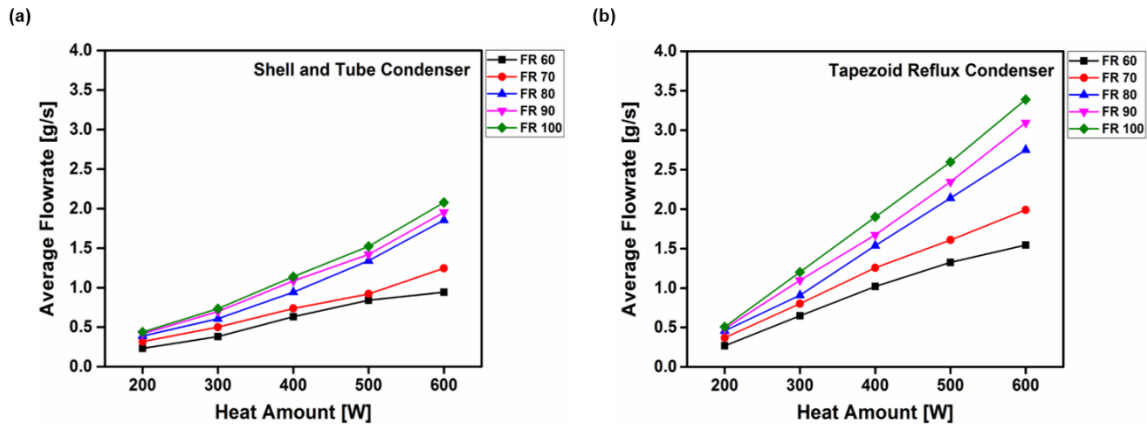 (a)
Shell and Tube Condenser
FR 60
FR 70
FR 80
FR 90
FR 100
Average Flowrate [g/s]
4.0
3.5
3.0
2.5
2.0
1.5
1.0
0.5
0.0
200 300 400 500 600
Heat Amount [W]
(b)
Tapezoid Reflux Condenser
FR 60
FR 70
FR 80
FR 90
FR 100
Average Flowrate [g/s]
4.0
3.5
3.0
2.5
2.0
1.5
1.0
0.5
0.0
200 300 400 500 600
Heat Amount [W]